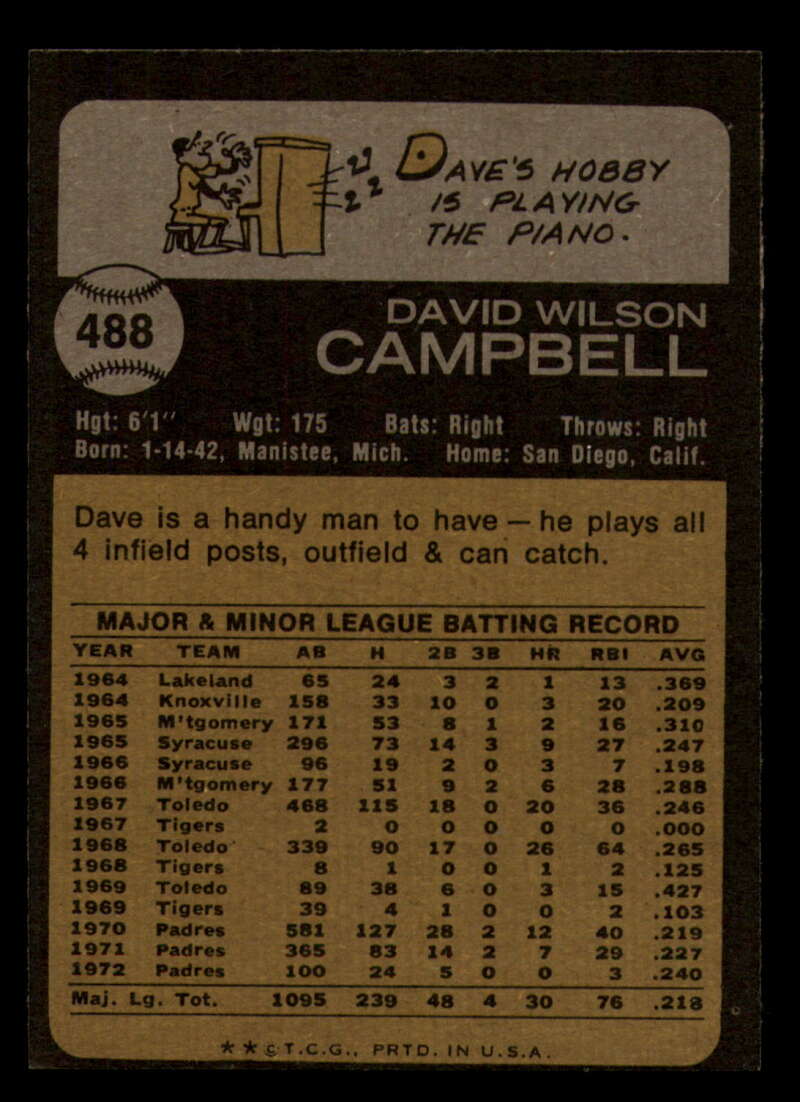 DAVE'S HOBBY
IS PLAYING
THE PIANO.
488
DAVID WILSON
CAMPBELL
Hgt: 6'1" Wgt: 175 Bats: Right Throws: Right
Born: 1-14-42, Manistee, Mich. Home: San Diego, Calif.
Dave is a handy man to have — he plays all
4 infield posts, outfield & can catch.
MAJOR & MINOR LEAGUE BATTING RECORD
YEAR TEAM AB H 2B 3B HR RBI AVG
1964 Lakeland 65 24 3 2 1 13 .369
1964 Knoxville 158 33 10 0 3 20 .209
1965 M'tgomery 171 53 8 1 2 16 .310
1965 Syracuse 296 73 14 3 9 27 .247
1966 Syracuse 96 19 2 0 3 7 .198
1966 M'tgomery 177 51 9 2 6 28 .288
1967 Toledo 468 115 18 0 20 36 .246
1967 Tigers 2 0 0 0 0 0 .000
1968 Toledo 339 90 17 0 26 64 .265
1968 Tigers 8 1 0 0 1 2 .125
1969 Toledo 89 38 6 0 3 15 .427
1969 Tigers 39 4 1 0 0 2 .103
1970 Padres 581 127 28 2 12 40 .219
1971 Padres 365 83 14 2 7 29 .227
1972 Padres 100 24 5 0 0 3 .240
Maj. Lg. Tot. 1095 239 48 4 30 76 .218
★ ★ © T.C.G., PRTD. IN U.S.A.